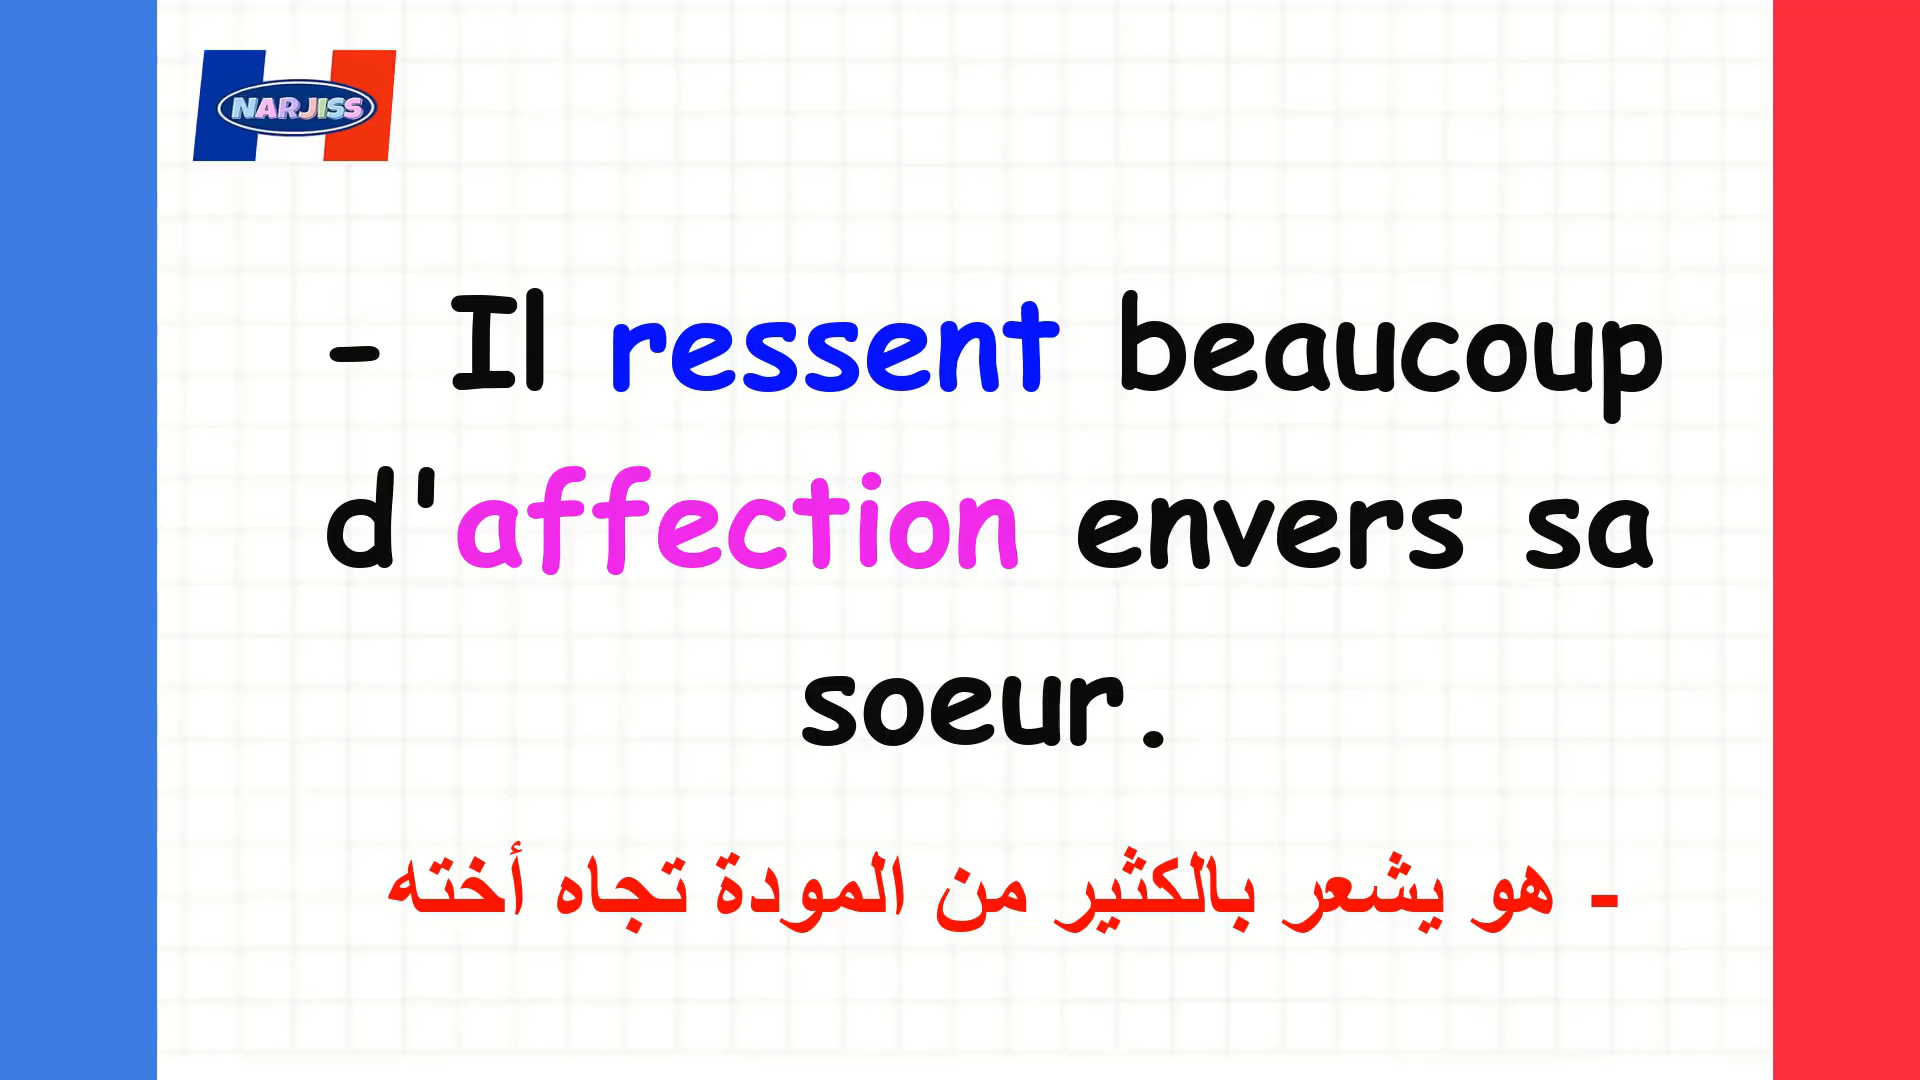 NARJISS
- Il ressent beaucoup
d'affection envers sa
soeur.
- هو يشعر بالكثير من المودة تجاه أخته